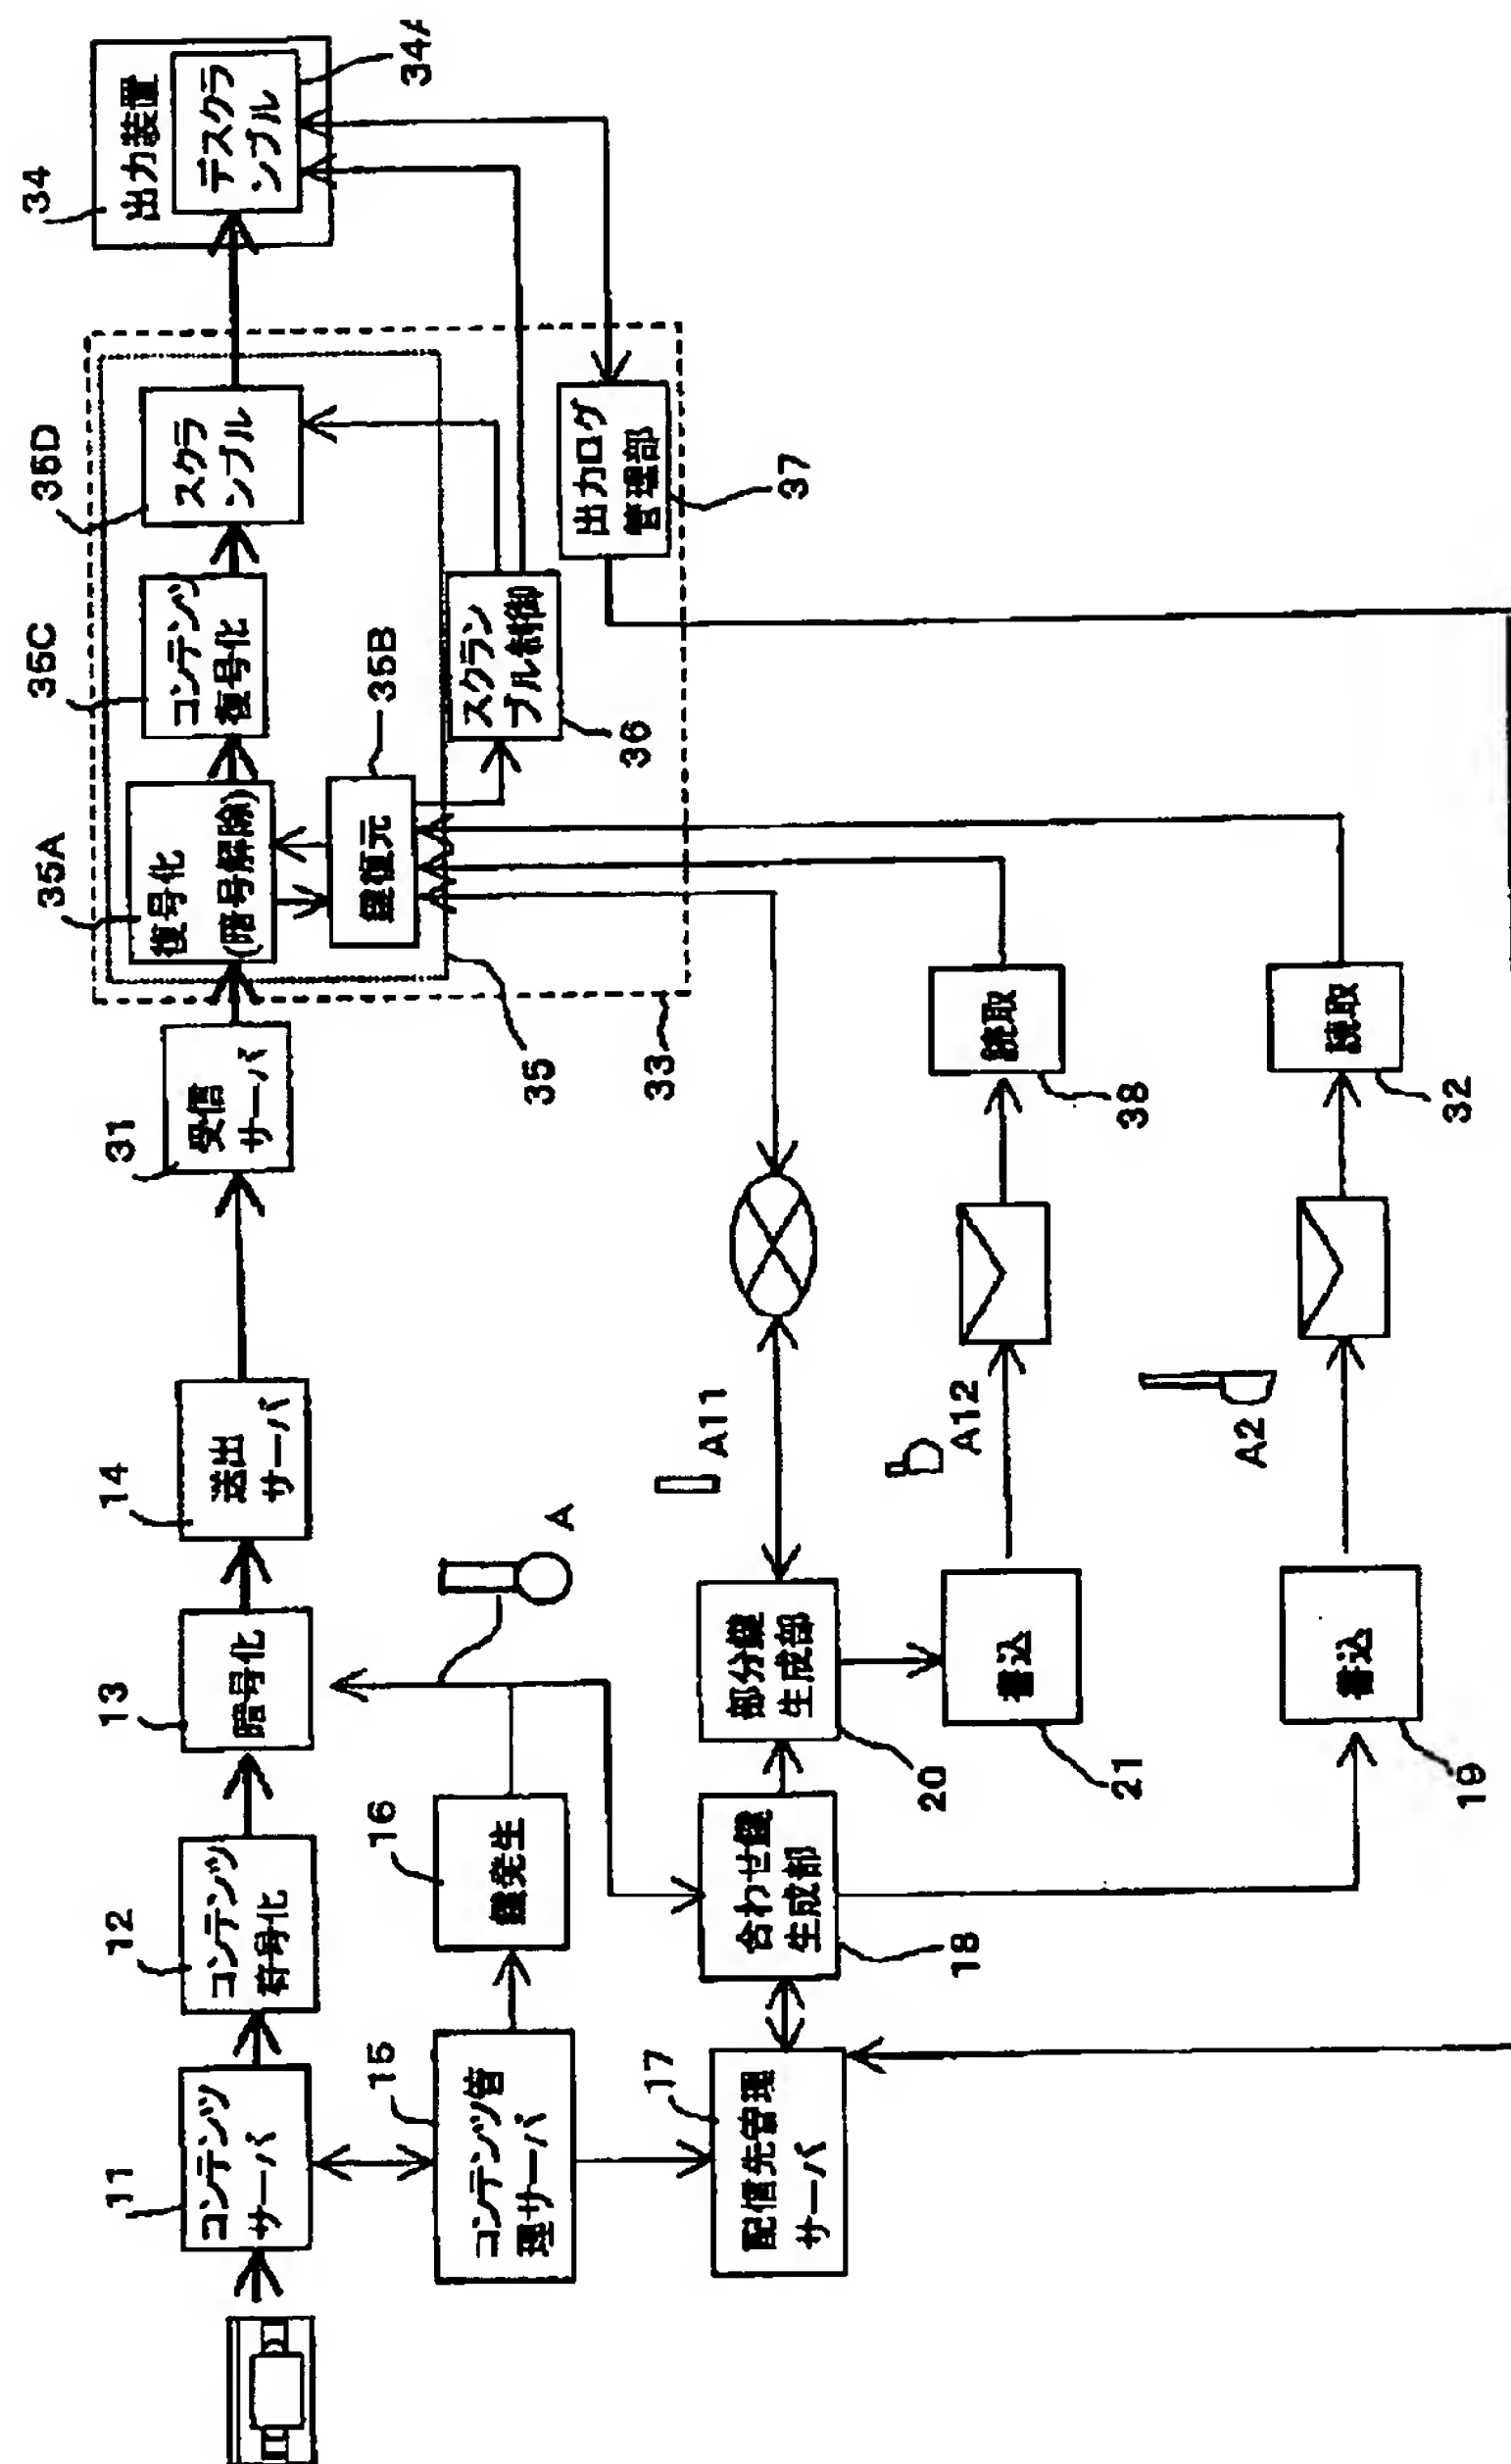 11
コンテンツ
サーバ
12
コンテンツ
符号化
13
暗号化
14
送出
サーバ
31
受信
サーバ
35A
復号化
(暗号解除)
35C
コンテンツ
復号化
35D
スクラ
ンブル
34
出力装置
デスクラ
ンブル
34A
15
コンテンツ管
理サーバ
16
鍵発生
A
35B
鍵復元
スクラン
ブル制御
36
出力ログ
管理部
37
35
33
17
配信先管理
サーバ
合わせ鍵
生成部
18
部分鍵
生成部
20
A11
書込
21
A12
読取
38
書込
19
A2
読取
32